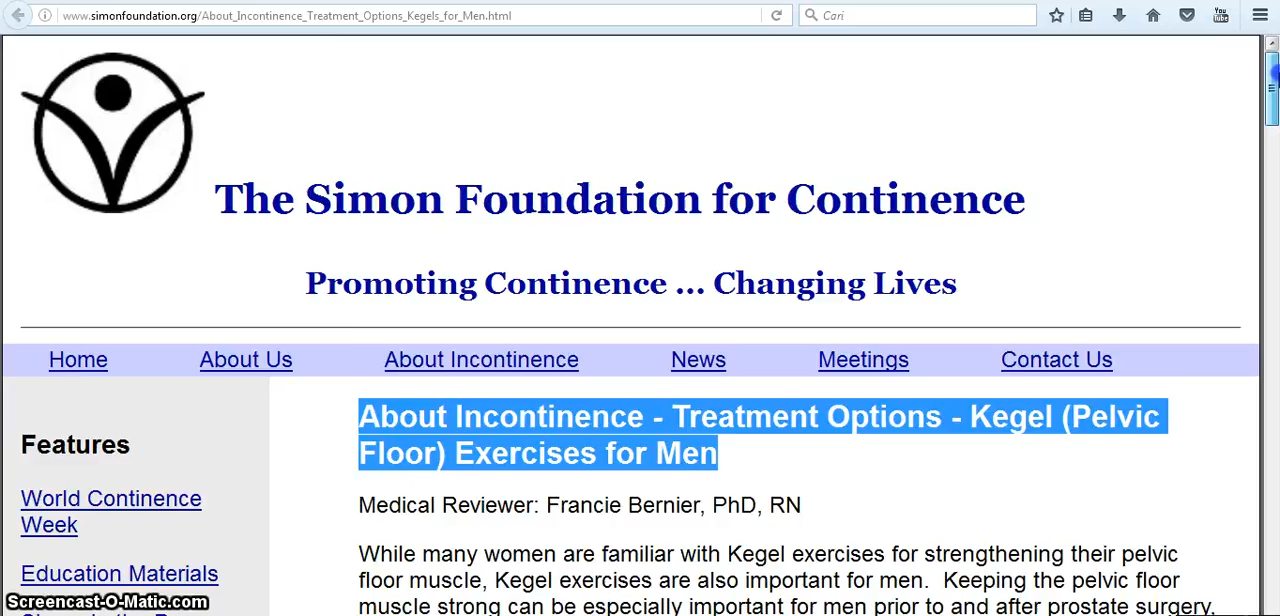 www.simonfoundation.org/About_Incontinence_Treatment_Options_Kegels_for_Men.html
Cari
You Tube
The Simon Foundation for Continence
Promoting Continence ... Changing Lives
Home About Us About Incontinence News Meetings Contact Us
Features
World Continence
Week
Education Materials
About Incontinence - Treatment Options - Kegel (Pelvic
Floor) Exercises for Men
Medical Reviewer: Francie Bernier, PhD, RN
While many women are familiar with Kegel exercises for strengthening their pelvic
floor muscle, Kegel exercises are also important for men.  Keeping the pelvic floor
muscle strong can be especially important for men prior to and after prostate surgery.
Screencast-O-Matic.com